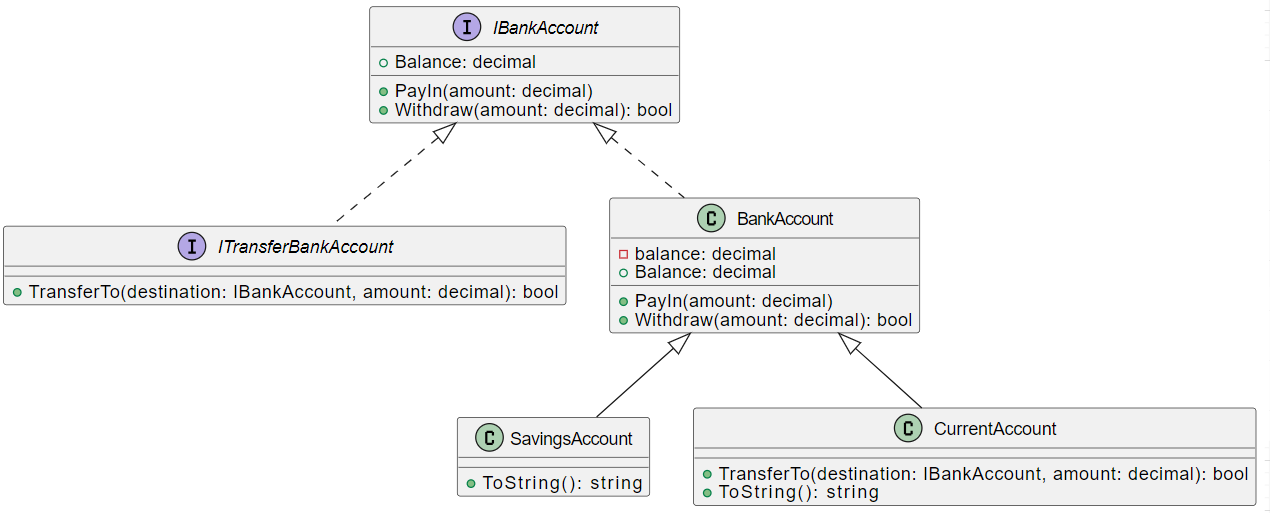 I IBankAccount
Balance: decimal
PayIn(amount: decimal)
Withdraw(amount: decimal): bool
I ITransferBankAccount
TransferTo(destination: IBankAccount, amount: decimal): bool
C BankAccount
balance: decimal
Balance: decimal
PayIn(amount: decimal)
Withdraw(amount: decimal): bool
C SavingsAccount
ToString(): string
C CurrentAccount
TransferTo(destination: IBankAccount, amount: decimal): bool
ToString(): string